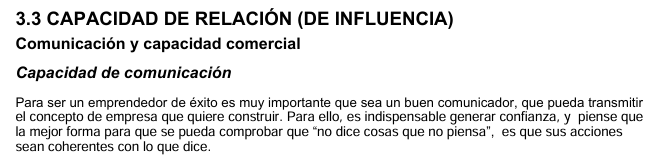 3.3 CAPACIDAD DE RELACIÓN (DE INFLUENCIA)
Comunicación y capacidad comercial
Capacidad de comunicación
Para ser un emprendedor de éxito es muy importante que sea un buen comunicador, que pueda transmitir
el concepto de empresa que quiere construir. Para ello, es indispensable generar confianza, y  piense que
la mejor forma para que se pueda comprobar que “no dice cosas que no piensa”,  es que sus acciones
sean coherentes con lo que dice.